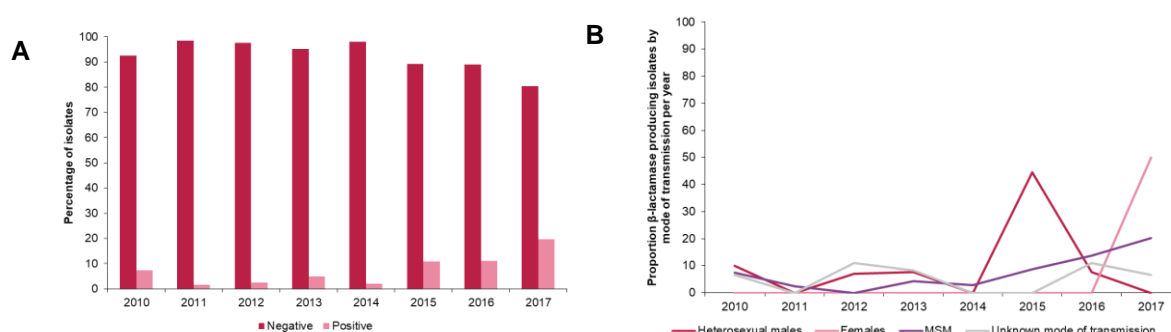 A
100
90
80
70
60
50
40
30
20
10
0
Percentage of isolates
2010 2011 2012 2013 2014 2015 2016 2017
Negative Positive
B
100
90
80
70
60
50
40
30
20
10
0
Proportion β-lactamase producing isolates by
mode of transmission per year
2010 2011 2012 2013 2014 2015 2016 2017
Heterosexual males Females MSM Unknown mode of transmission